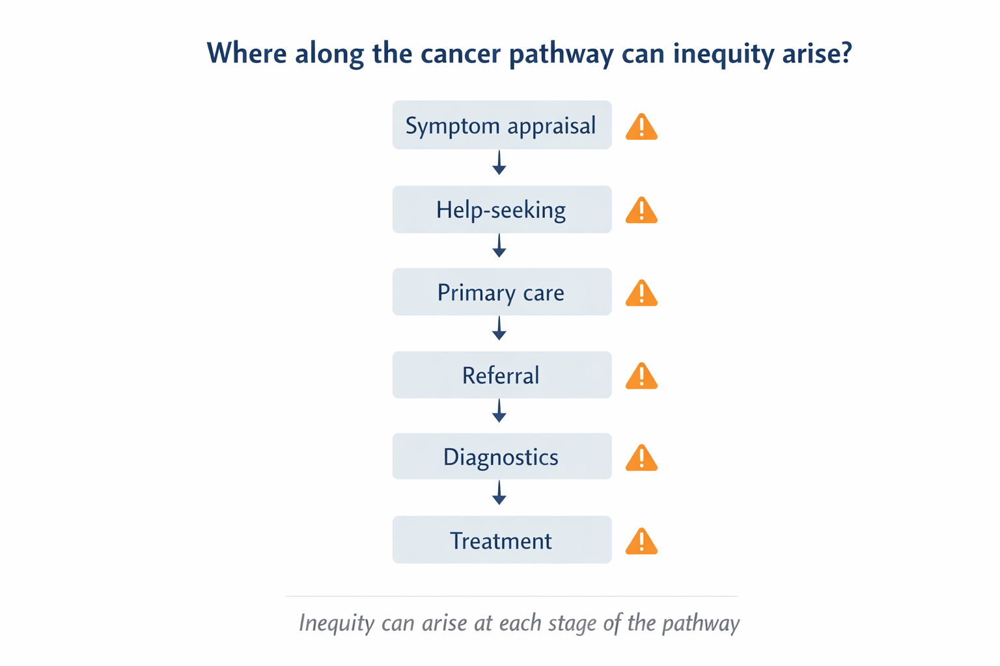 Where along the cancer pathway can inequity arise?
Symptom appraisal
Help-seeking
Primary care
Referral
Diagnostics
Treatment
Inequity can arise at each stage of the pathway